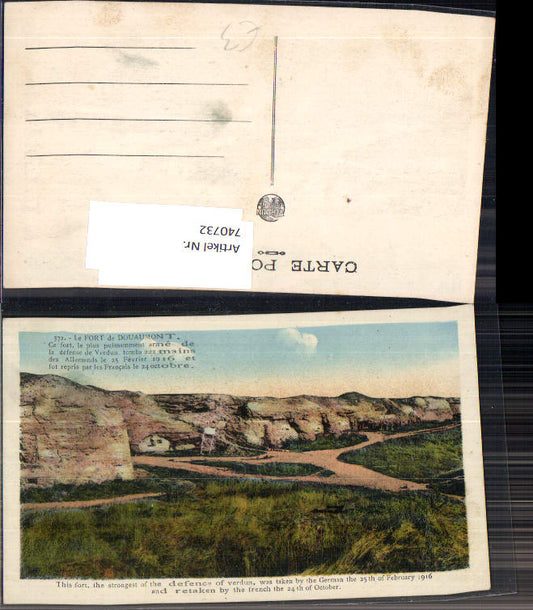 £3
Artikel Nr.
740732
CARTE PO
372. - Le FORT de DOUAUMONT.
Ce fort, le plus puissamment armé de
la défense de Verdun, tomba aux mains
des Allemands le 25 Février 1916 et
fut repris par les Français le 24 octobre.
This fort, the strongest of the defence of verdun, was taken by the German the 25th of February 1916
and retaken by the french the 24th of October.